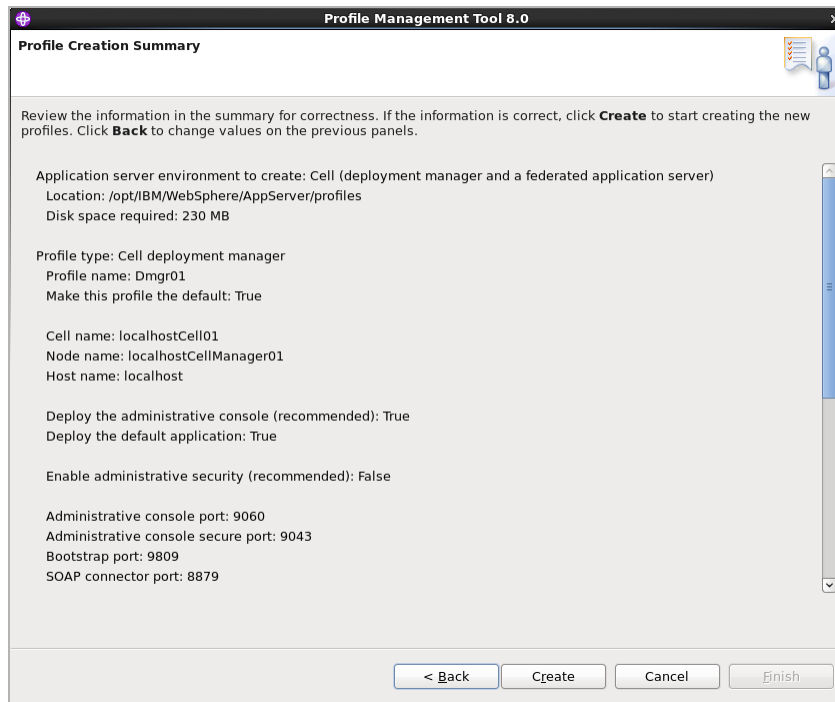 Profile Management Tool 8.0
Profile Creation Summary
Review the information in the summary for correctness. If the information is correct, click Create to start creating the new
profiles. Click Back to change values on the previous panels.
Application server environment to create: Cell (deployment manager and a federated application server)
Location: /opt/IBM/WebSphere/AppServer/profiles
Disk space required: 230 MB
Profile type: Cell deployment manager
Profile name: Dmgr01
Make this profile the default: True
Cell name: localhostCell01
Node name: localhostCellManager01
Host name: localhost
Deploy the administrative console (recommended): True
Deploy the default application: True
Enable administrative security (recommended): False
Administrative console port: 9060
Administrative console secure port: 9043
Bootstrap port: 9809
SOAP connector port: 8879
< Back Create Cancel Finish